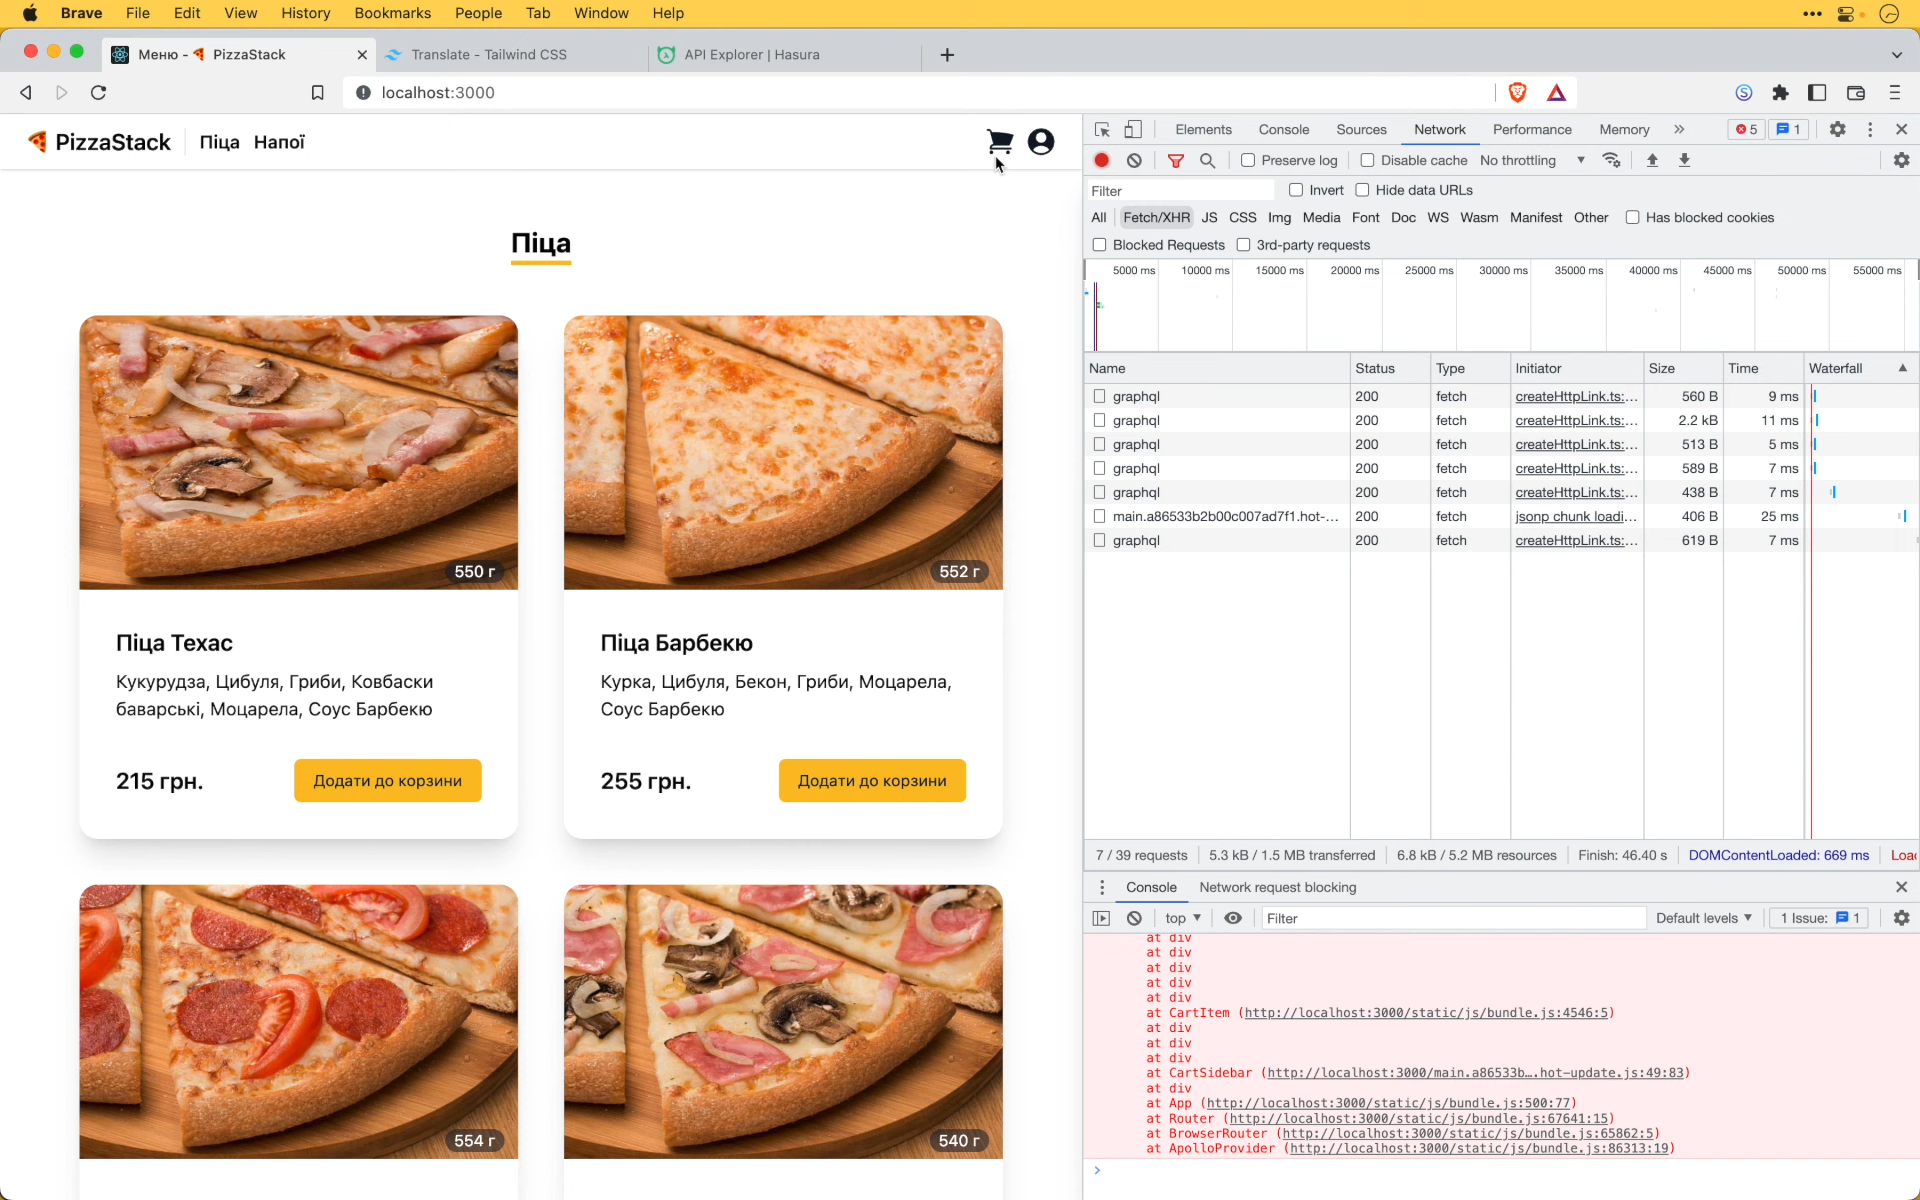 Brave File Edit View History Bookmarks People Tab Window Help
Меню - PizzaStack
Translate - Tailwind CSS
API Explorer | Hasura
localhost:3000
PizzaStack Піца Напої
Піца
550 г
552 г
Піца Техас
Кукурудза, Цибуля, Гриби, Ковбаски
баварські, Моцарела, Соус Барбекю
215 грн. Додати до корзини
Піца Барбекю
Курка, Цибуля, Бекон, Гриби, Моцарела,
Соус Барбекю
255 грн. Додати до корзини
554 г
540 г
Elements Console Sources Network Performance Memory 5 1
Preserve log Disable cache No throttling
Filter Invert Hide data URLs
All Fetch/XHR JS CSS Img Media Font Doc WS Wasm Manifest Other Has blocked cookies
Blocked Requests 3rd-party requests
5000 ms 10000 ms 15000 ms 20000 ms 25000 ms 30000 ms 35000 ms 40000 ms 45000 ms 50000 ms 55000 ms
Name Status Type Initiator Size Time Waterfall
graphql 200 fetch createHttpLink.ts:... 560 B 9 ms
graphql 200 fetch createHttpLink.ts:... 2.2 kB 11 ms
graphql 200 fetch createHttpLink.ts:... 513 B 5 ms
graphql 200 fetch createHttpLink.ts:... 589 B 7 ms
graphql 200 fetch createHttpLink.ts:... 438 B 7 ms
main.a86533b2b00c007ad7f1.hot-... 200 fetch jsonp chunk loadi... 406 B 25 ms
graphql 200 fetch createHttpLink.ts:... 619 B 7 ms
7 / 39 requests 5.3 kB / 1.5 MB transferred 6.8 kB / 5.2 MB resources Finish: 46.40 s DOMContentLoaded: 669 ms Loa
Console Network request blocking
top Filter Default levels 1 Issue: 1
at div
at div
at div
at div
at div
at CartItem (http://localhost:3000/static/js/bundle.js:4546:5)
at div
at div
at div
at CartSidebar (http://localhost:3000/main.a86533b….hot-update.js:49:83)
at div
at App (http://localhost:3000/static/js/bundle.js:500:77)
at Router (http://localhost:3000/static/js/bundle.js:67641:15)
at BrowserRouter (http://localhost:3000/static/js/bundle.js:65862:5)
at ApolloProvider (http://localhost:3000/static/js/bundle.js:86313:19)